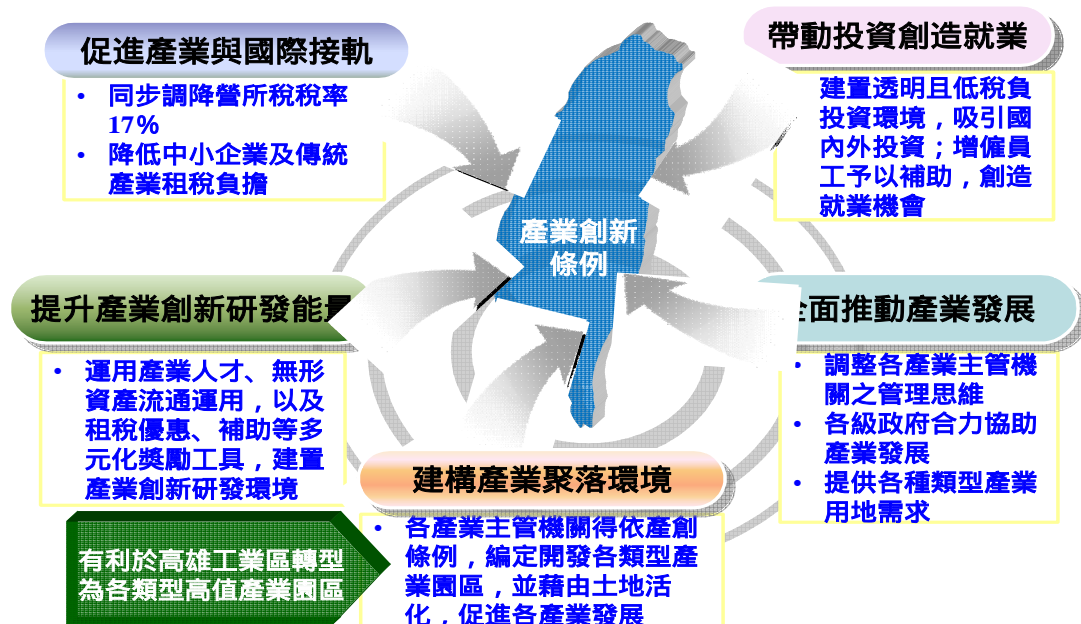 促進產業與國際接軌
• 同步調降營所稅稅率
17%
• 降低中小企業及傳統
產業租稅負擔
帶動投資創造就業
建置透明且低稅負
投資環境，吸引國
內外投資；增僱員
工予以補助，創造
就業機會
產業創新
條例
提升產業創新研發能量
• 運用產業人才、無形
資產流通運用，以及
租稅優惠、補助等多
元化獎勵工具，建置
產業創新研發環境
全面推動產業發展
• 調整各產業主管機
關之管理思維
• 各級政府合力協助
產業發展
• 提供各種類型產業
用地需求
建構產業聚落環境
• 各產業主管機關得依產創
條例，編定開發各類型產
業園區，並藉由土地活
化，促進各產業發展
有利於高雄工業區轉型
為各類型高值產業園區